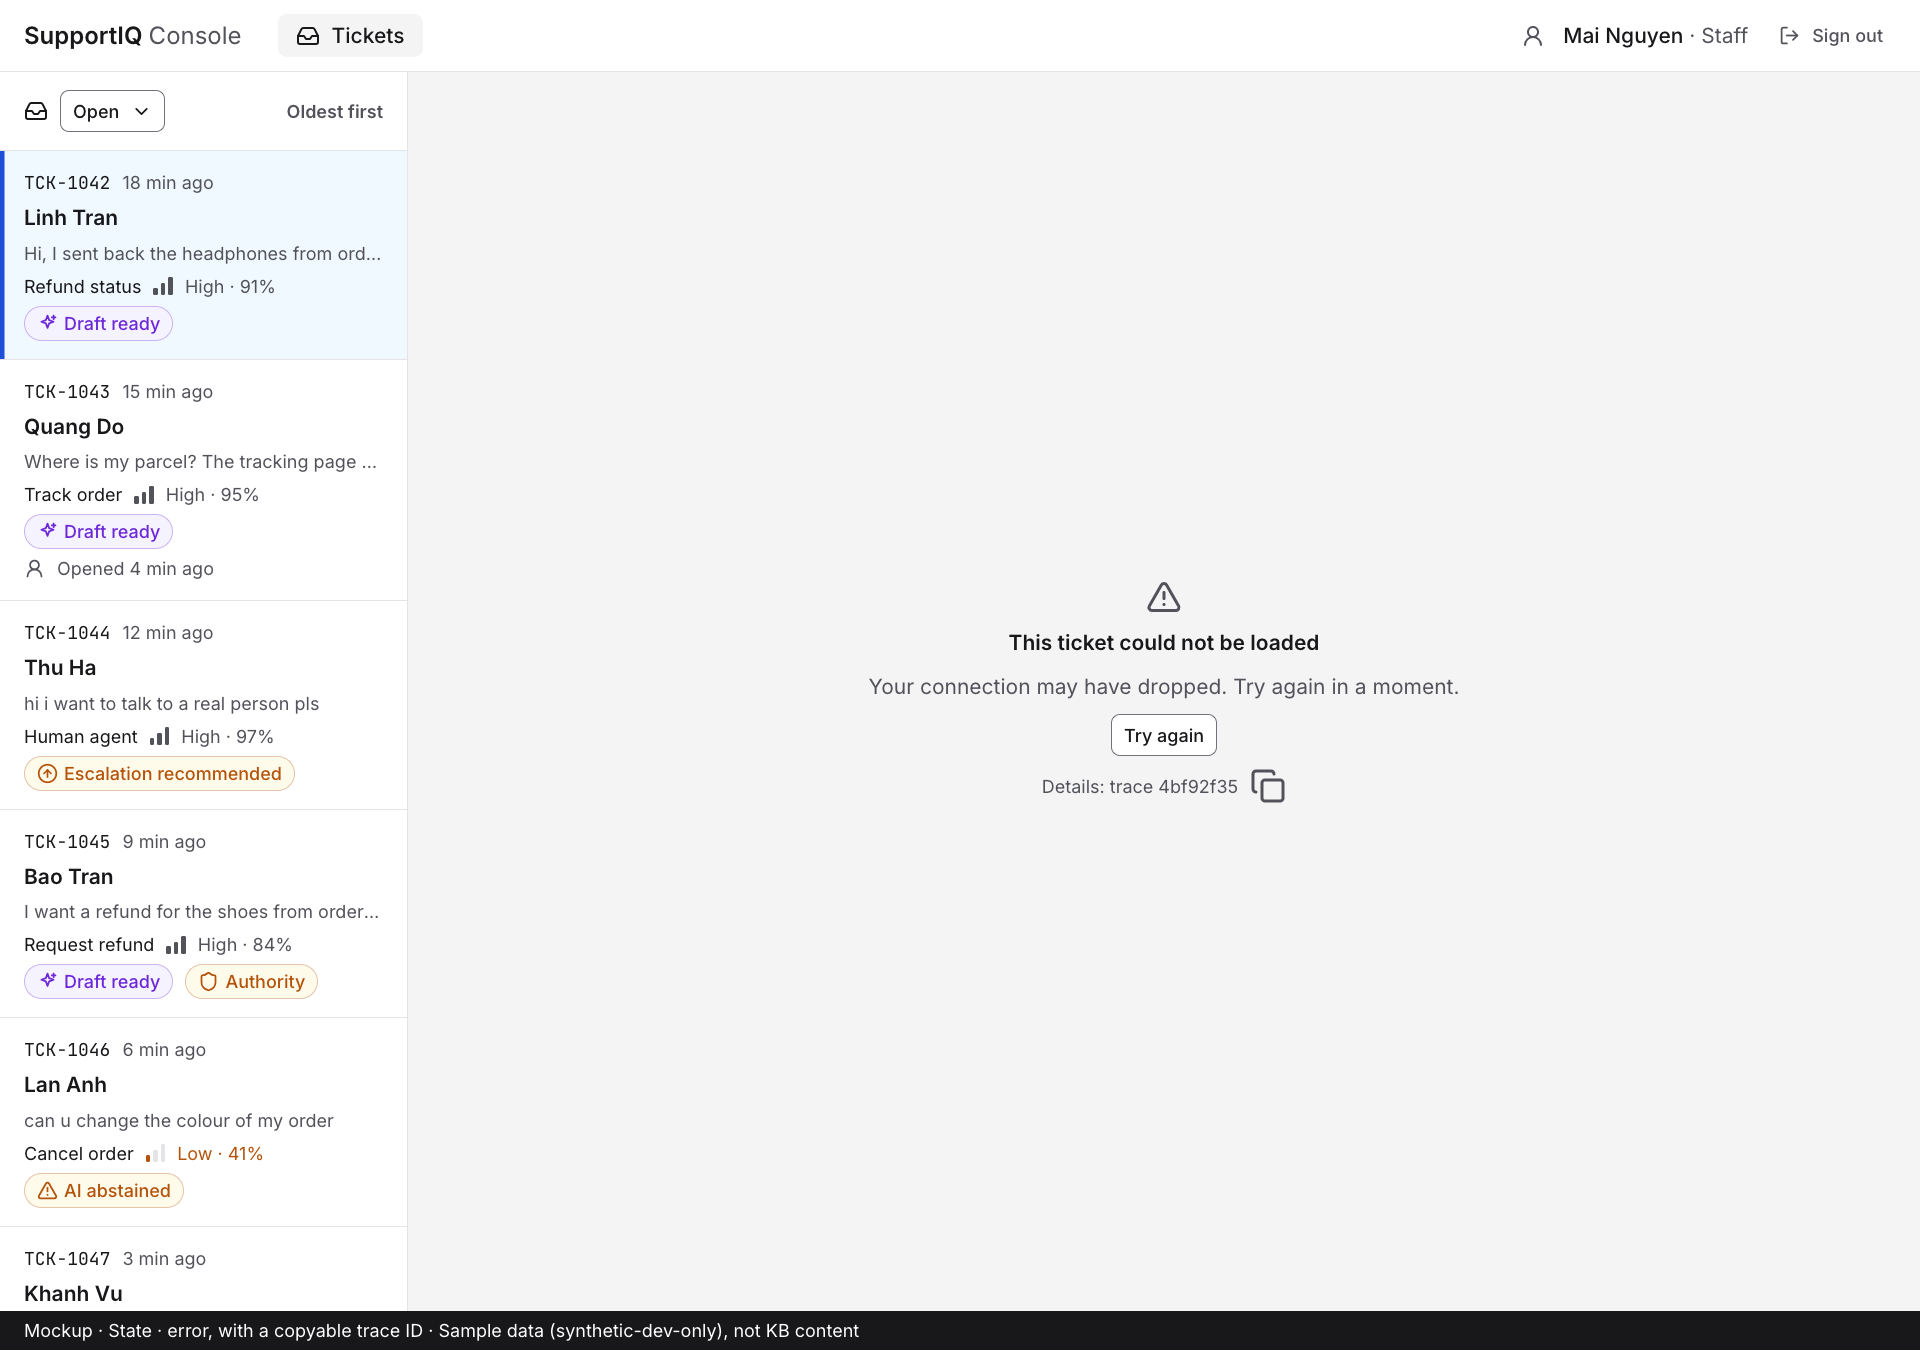 SupportIQ Console
Tickets
Mai Nguyen · Staff
Sign out
Open
Oldest first
TCK-1042 18 min ago
Linh Tran
Hi, I sent back the headphones from ord...
Refund status High · 91%
Draft ready
TCK-1043 15 min ago
Quang Do
Where is my parcel? The tracking page ...
Track order High · 95%
Draft ready
Opened 4 min ago
TCK-1044 12 min ago
Thu Ha
hi i want to talk to a real person pls
Human agent High · 97%
Escalation recommended
TCK-1045 9 min ago
Bao Tran
I want a refund for the shoes from order...
Request refund High · 84%
Draft ready Authority
TCK-1046 6 min ago
Lan Anh
can u change the colour of my order
Cancel order Low · 41%
AI abstained
TCK-1047 3 min ago
Khanh Vu
This ticket could not be loaded
Your connection may have dropped. Try again in a moment.
Try again
Details: trace 4bf92f35
Mockup · State · error, with a copyable trace ID · Sample data (synthetic-dev-only), not KB content